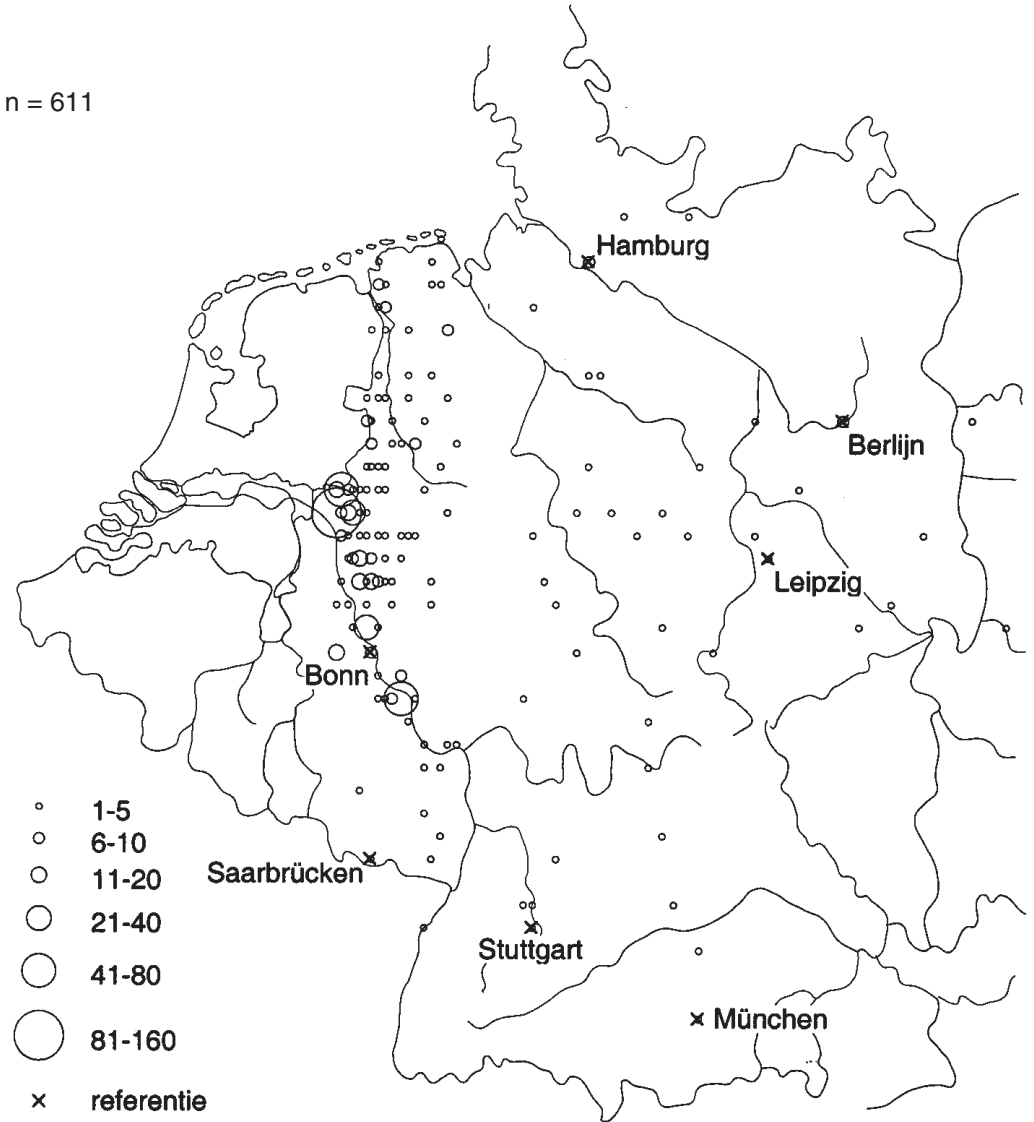 n = 611
Hamburg
Berlijn
Leipzig
Bonn
Saarbrücken
Stuttgart
München
1-5
6-10
11-20
21-40
41-80
81-160
referentie